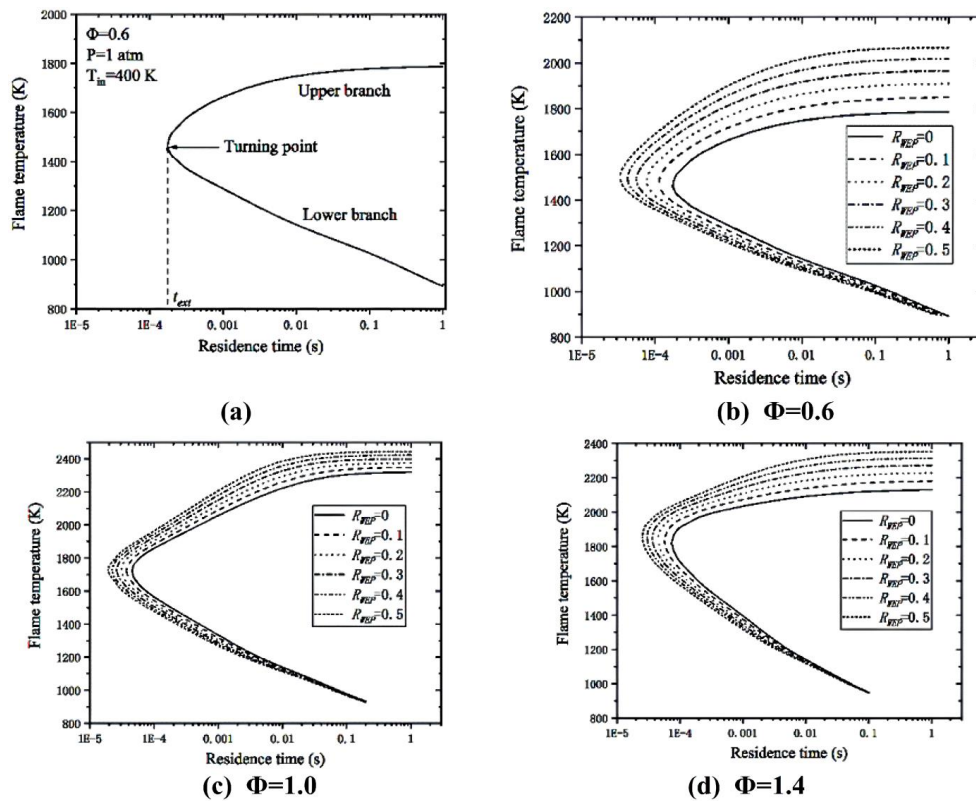 Φ=0.6
P=1 atm
T_in=400 K
Upper branch
Turning point
Lower branch
t_ext
Flame temperature (K)
2000
1800
1600
1400
1200
1000
800
1E-5 1E-4 0.001 0.01 0.1 1
Residence time (s)
(a)
Flame temperature (K)
2200
2000
1800
1600
1400
1200
1000
800
R_WEP=0
R_WEP=0.1
R_WEP=0.2
R_WEP=0.3
R_WEP=0.4
R_WEP=0.5
1E-5 1E-4 0.001 0.01 0.1 1
Residence time (s)
(b) Φ=0.6
Flame temperature (K)
2400
2200
2000
1800
1600
1400
1200
1000
800
R_WEP=0
R_WEP=0.1
R_WEP=0.2
R_WEP=0.3
R_WEP=0.4
R_WEP=0.5
1E-5 1E-4 0.001 0.01 0.1 1
Residence time (s)
(c) Φ=1.0
Flame temperature (K)
2400
2200
2000
1800
1600
1400
1200
1000
800
600
R_WEP=0
R_WEP=0.1
R_WEP=0.2
R_WEP=0.3
R_WEP=0.4
R_WEP=0.5
1E-5 1E-4 0.001 0.01 0.1 1
Residence time (s)
(d) Φ=1.4